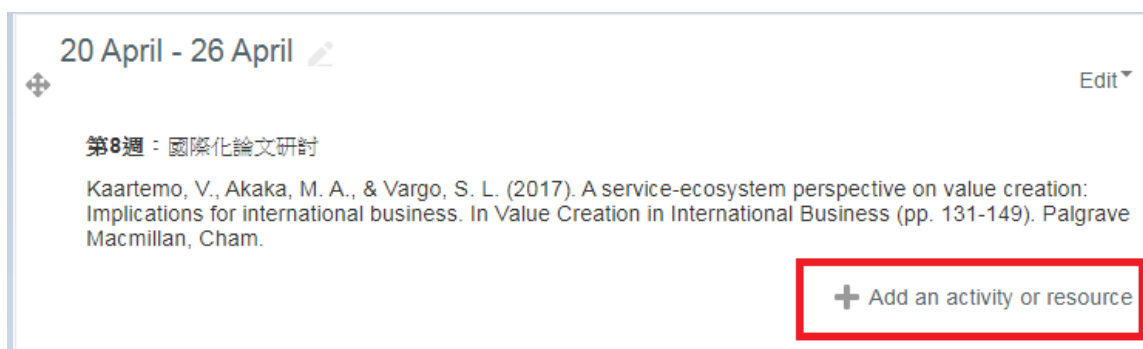 20 April - 26 April
Edit
第8週：國際化論文研討
Kaartemo, V., Akaka, M. A., & Vargo, S. L. (2017). A service-ecosystem perspective on value creation:
Implications for international business. In Value Creation in International Business (pp. 131-149). Palgrave
Macmillan, Cham.
Add an activity or resource